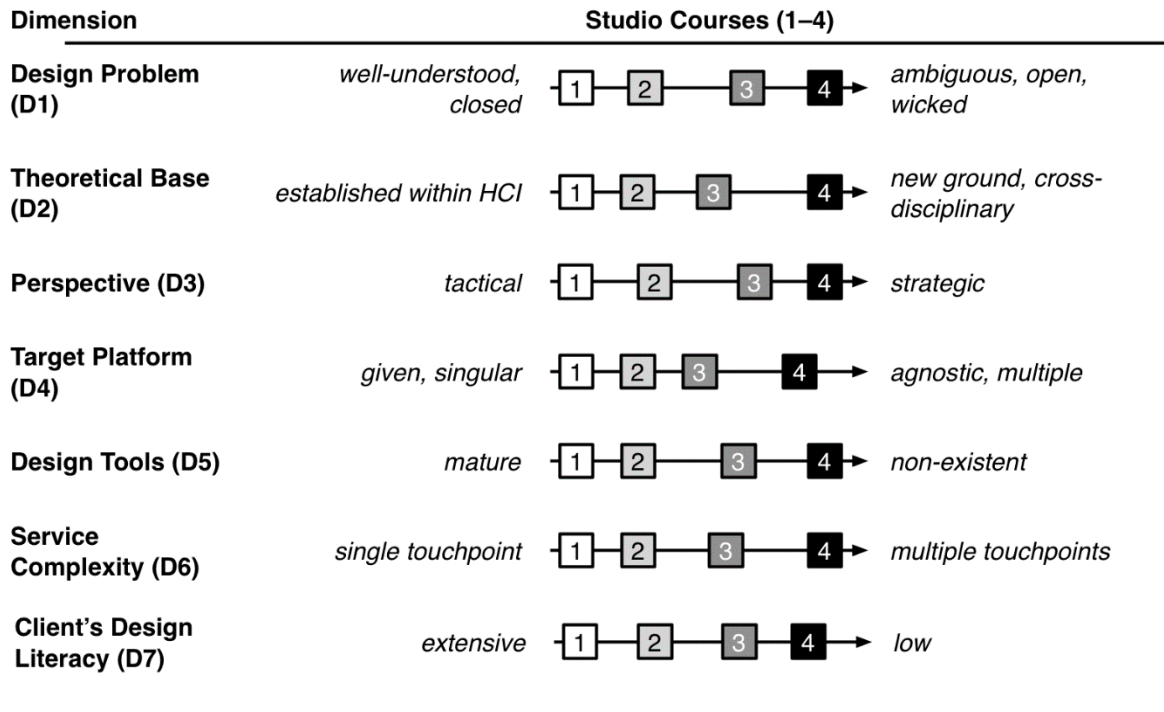 Dimension Studio Courses (1–4)
Design Problem
(D1)
well-understood,
closed
1 2 3 4
ambiguous, open,
wicked
Theoretical Base
(D2)
established within HCI
1 2 3 4
new ground, cross-
disciplinary
Perspective (D3)
tactical
1 2 3 4
strategic
Target Platform
(D4)
given, singular
1 2 3 4
agnostic, multiple
Design Tools (D5)
mature
1 2 3 4
non-existent
Service
Complexity (D6)
single touchpoint
1 2 3 4
multiple touchpoints
Client’s Design
Literacy (D7)
extensive
1 2 3 4
low